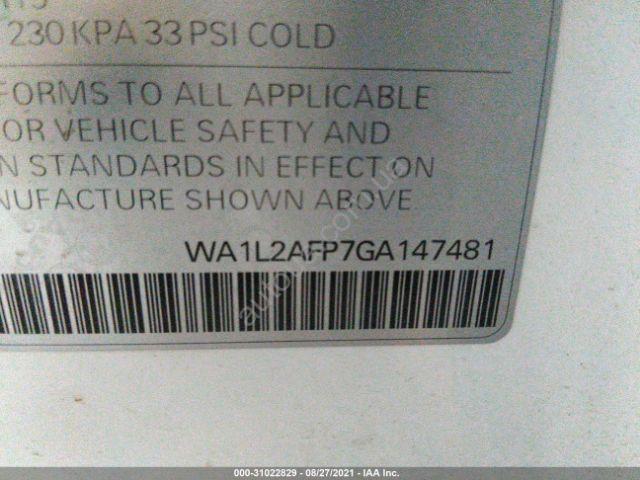 230 KPA 33 PSI COLD
FORMS TO ALL APPLICABLE
OR VEHICLE SAFETY AND
N STANDARDS IN EFFECT ON
NUFACTURE SHOWN ABOVE
WA1L2AFP7GA147481
000-31022829 - 08/27/2021 - IAA Inc.